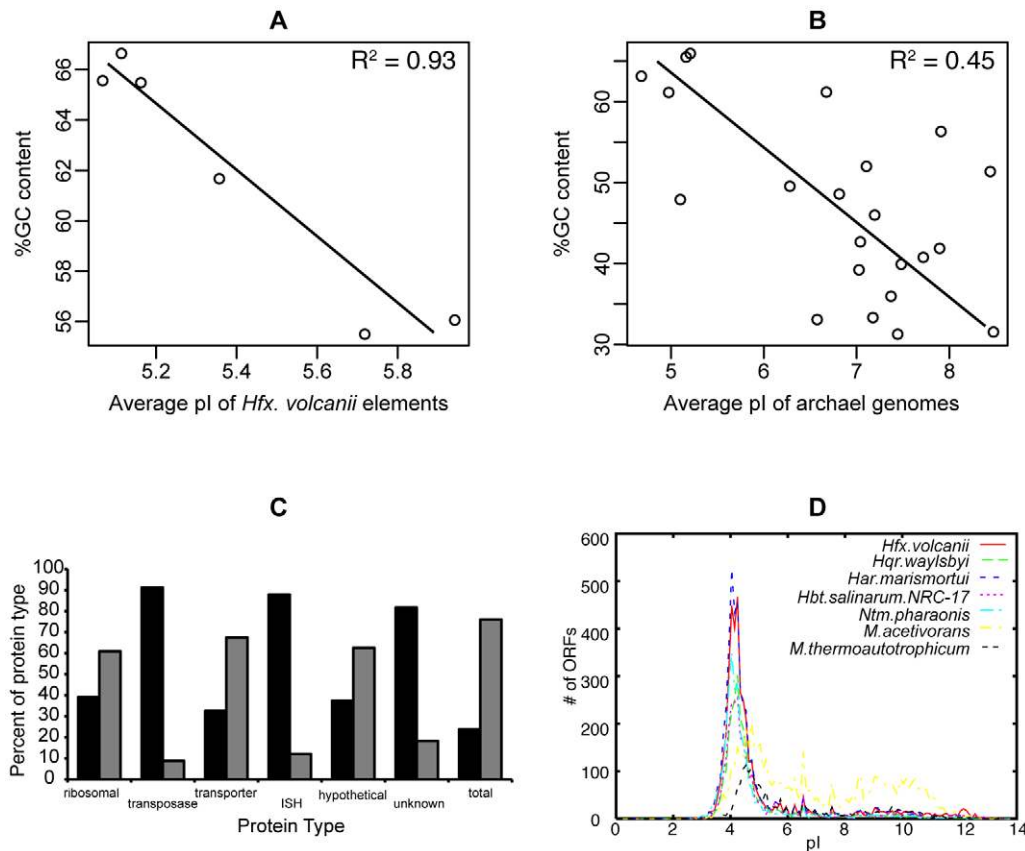 A
R² = 0.93
%GC content
66
64
62
60
58
56
5.2 5.4 5.6 5.8
Average pI of Hfx. volcanii elements
B
R² = 0.45
%GC content
60
50
40
30
5 6 7 8
Average pI of archael genomes
C
Percent of protein type
100
90
80
70
60
50
40
30
20
10
0
ribosomal transposase transporter ISH hypothetical unknown total
Protein Type
D
# of ORFs
600
500
400
300
200
100
0
Hfx.volcanii
Hqr.waylsbyi
Har.marismortui
Hbt.salinarum.NRC-17
Ntm.pharaonis
M.acetivorans
M.thermoautotrophicum
0 2 4 6 8 10 12 14
pI